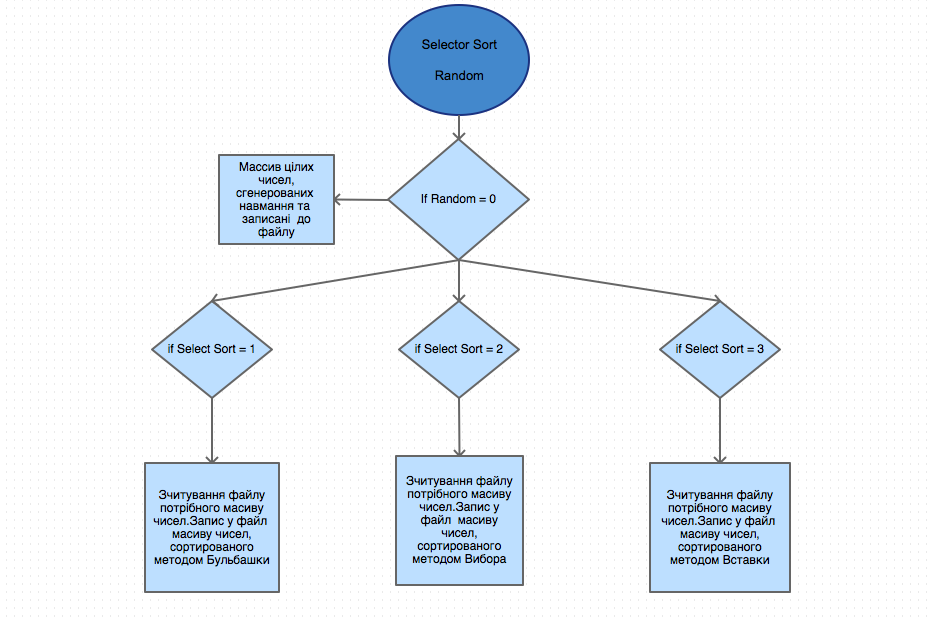 Selector Sort
Random
If Random = 0
Массив цілих
чисел,
сгенерованих
навмання та
записані до
файлу
if Select Sort = 1
if Select Sort = 2
if Select Sort = 3
Зчитування файлу
потрібного масиву
чисел.Запис у файл
масиву чисел,
сортированого
методом Бульбашки
Зчитування файлу
потрібного масиву
чисел.Запис у
файл масиву
чисел,
сортированого
методом Вибора
Зчитування файлу
потрібного масиву
чисел.Запис у файл
масиву чисел,
сортированого
методом Вставки